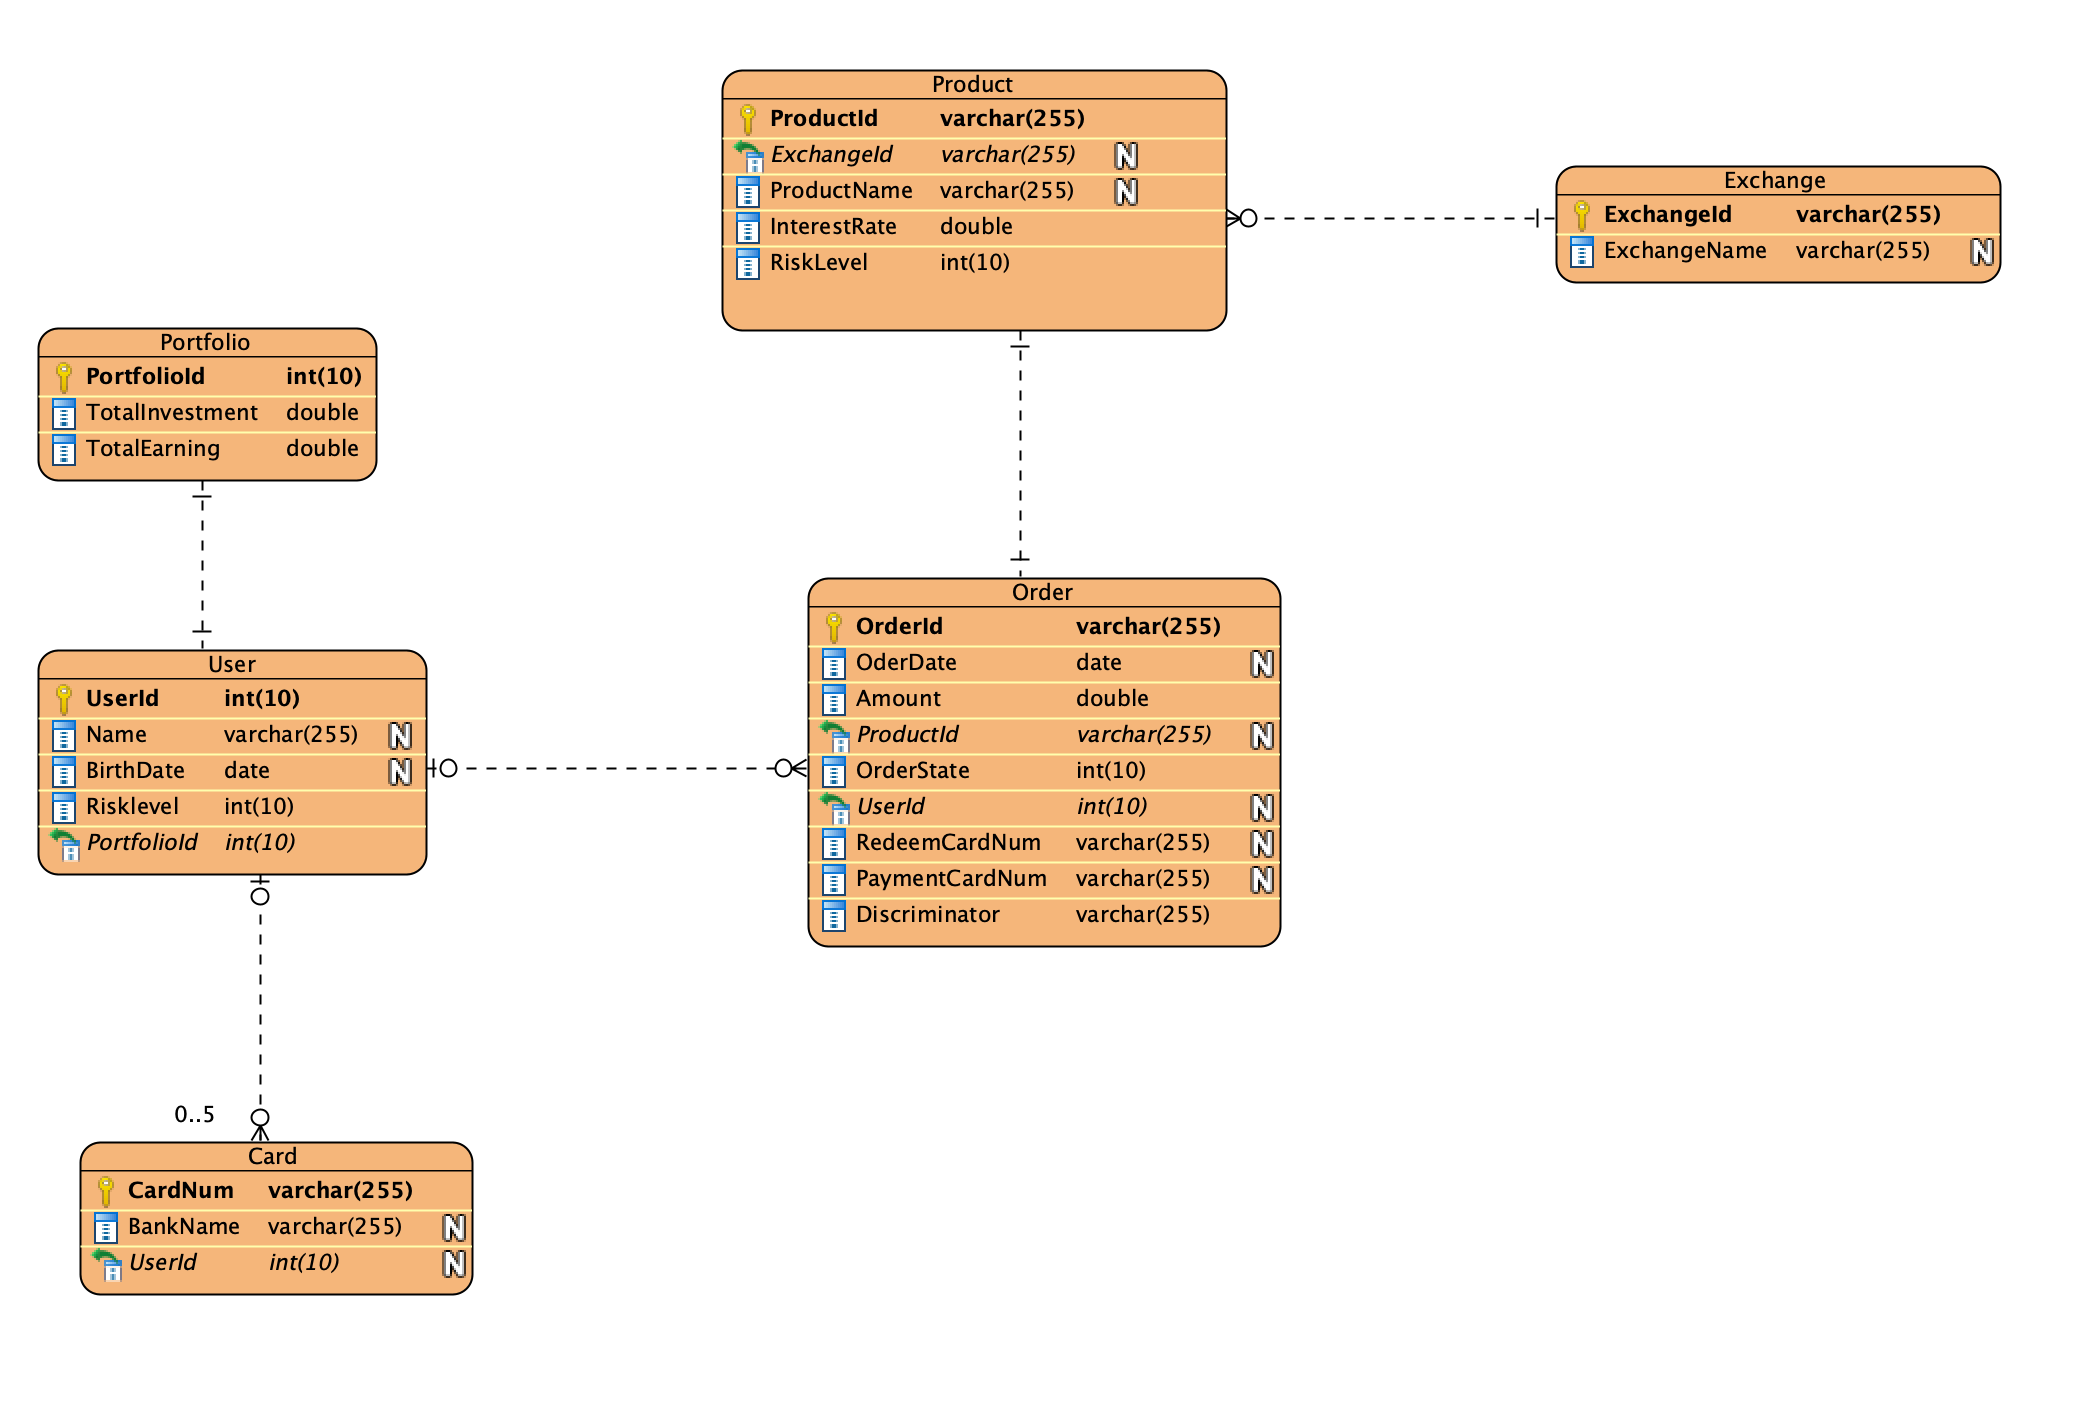 Product
ProductId varchar(255)
ExchangeId varchar(255) N
ProductName varchar(255) N
InterestRate double
RiskLevel int(10)
Exchange
ExchangeId varchar(255)
ExchangeName varchar(255) N
Portfolio
PortfolioId int(10)
TotalInvestment double
TotalEarning double
User
UserId int(10)
Name varchar(255) N
BirthDate date N
Risklevel int(10)
PortfolioId int(10)
Order
OrderId varchar(255)
OderDate date N
Amount double
ProductId varchar(255) N
OrderState int(10)
UserId int(10) N
RedeemCardNum varchar(255) N
PaymentCardNum varchar(255) N
Discriminator varchar(255)
0..5
Card
CardNum varchar(255)
BankName varchar(255) N
UserId int(10) N